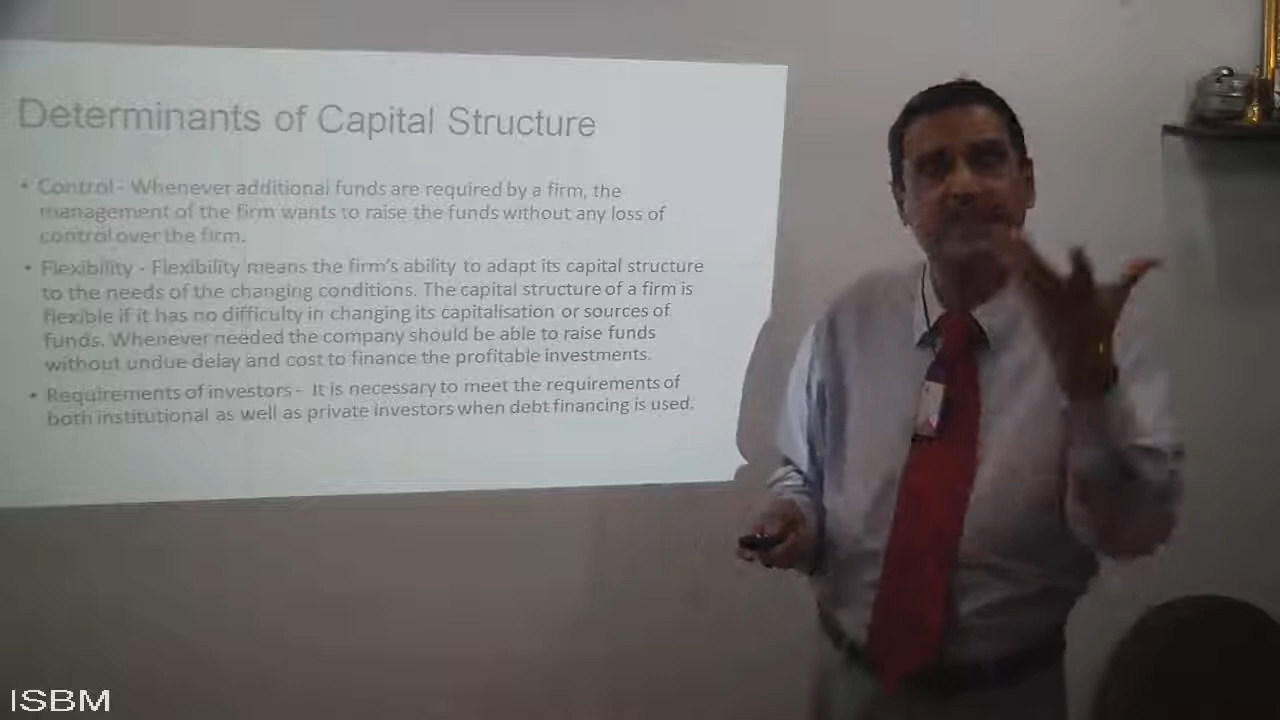 Determinants of Capital Structure
• Control - Whenever additional funds are required by a firm, the
management of the firm wants to raise the funds without any loss of
control over the firm.
• Flexibility - Flexibility means the firm's ability to adapt its capital structure
to the needs of the changing conditions. The capital structure of a firm is
flexible if it has no difficulty in changing its capitalisation or sources of
funds. Whenever needed the company should be able to raise funds
without undue delay and cost to finance the profitable investments.
• Requirements of investors - It is necessary to meet the requirements of
both institutional as well as private investors when debt financing is used.
ISBM